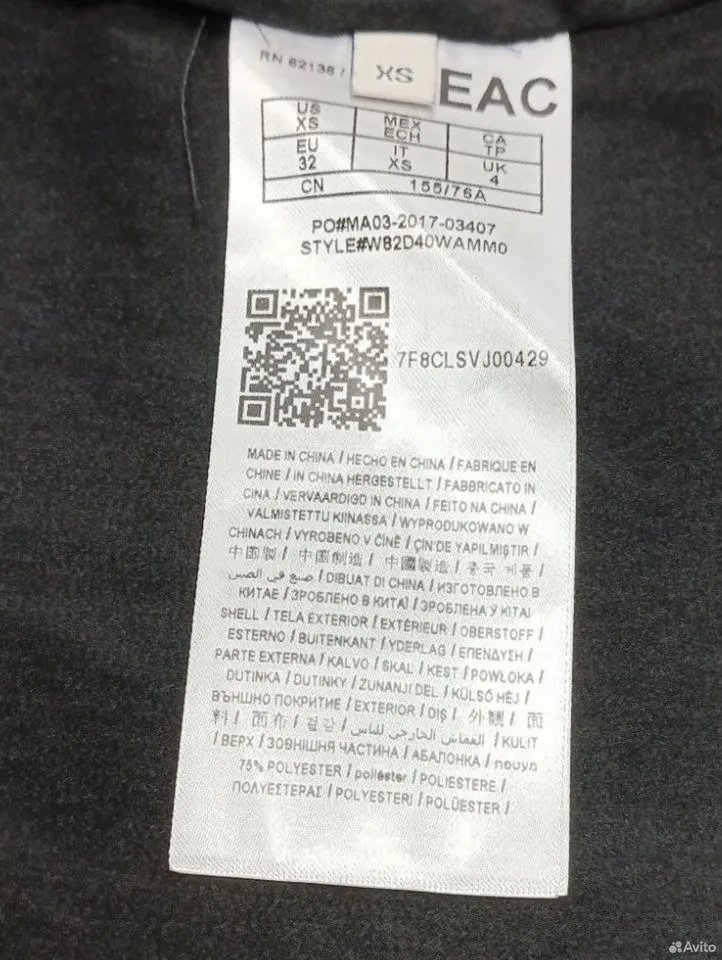 RN 62136 /
XS
EAC
US XS
MEX ECH
CA TP
EU 32
IT XS
UK 4
CN
155/76A
PO#MA03-2017-03407
STYLE#W82D40WAMM0
7F8CLSVJ00429
MADE IN CHINA / HECHO EN CHINA / FABRIQUE EN
CHINE / IN CHINA HERGESTELLT / FABBRICATO IN
CINA / VERVAARDIGD IN CHINA / FEITO NA CHINA /
VALMISTETTU KIINASSA / WYPRODUKOWANO W
CHINACH / VYROBENO V ČÍNĚ / ÇIN'DE YAPILMIŞTIR /
中国製 / 中国制造 / 中國製造 / 중국 제품 /
صنع في الصين / DIBUAT DI CHINA / ИЗГОТОВЛЕНО В
КИТАЕ / ЗРОБЛЕНО В КИТАЇ / ЗРОБЛЕНА Ў КІТАІ
SHELL / TELA EXTERIOR / EXTÉRIEUR / OBERSTOFF /
ESTERNO / BUITENKANT / YDERLAG / ΕΠΕΝΔΥΣΗ /
PARTE EXTERNA / KALVO / SKAL / KEST / POWŁOKA /
DUTINKA / DUTINKY / ZUNANJI DEL / KÜLSŐ HÉJ /
ВЪНШНО ПОКРИТИЕ / EXTERIOR / DIŞ / 外観 / 面
料 / 面布 / 겉감 / القماش الخارجي للناس / KULIT
/ ВЕРХ / ЗОВНІШНЯ ЧАСТИНА / АБАЛОНКА / מעטפת
75% POLYESTER / poliéster / POLIESTERE /
ΠΟΛΥΕΣΤΕΡΑΣ / POLYESTERI / POLÜESTER /
Avito